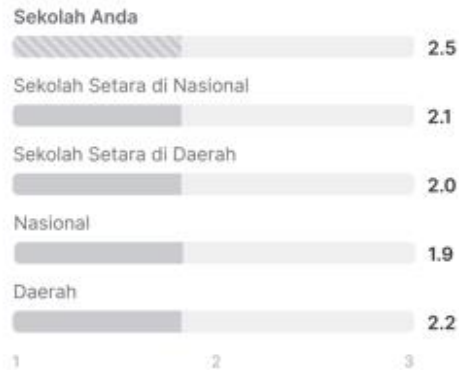 Sekolah Anda
2.5
Sekolah Setara di Nasional
2.1
Sekolah Setara di Daerah
2.0
Nasional
1.9
Daerah
2.2
1 2 3